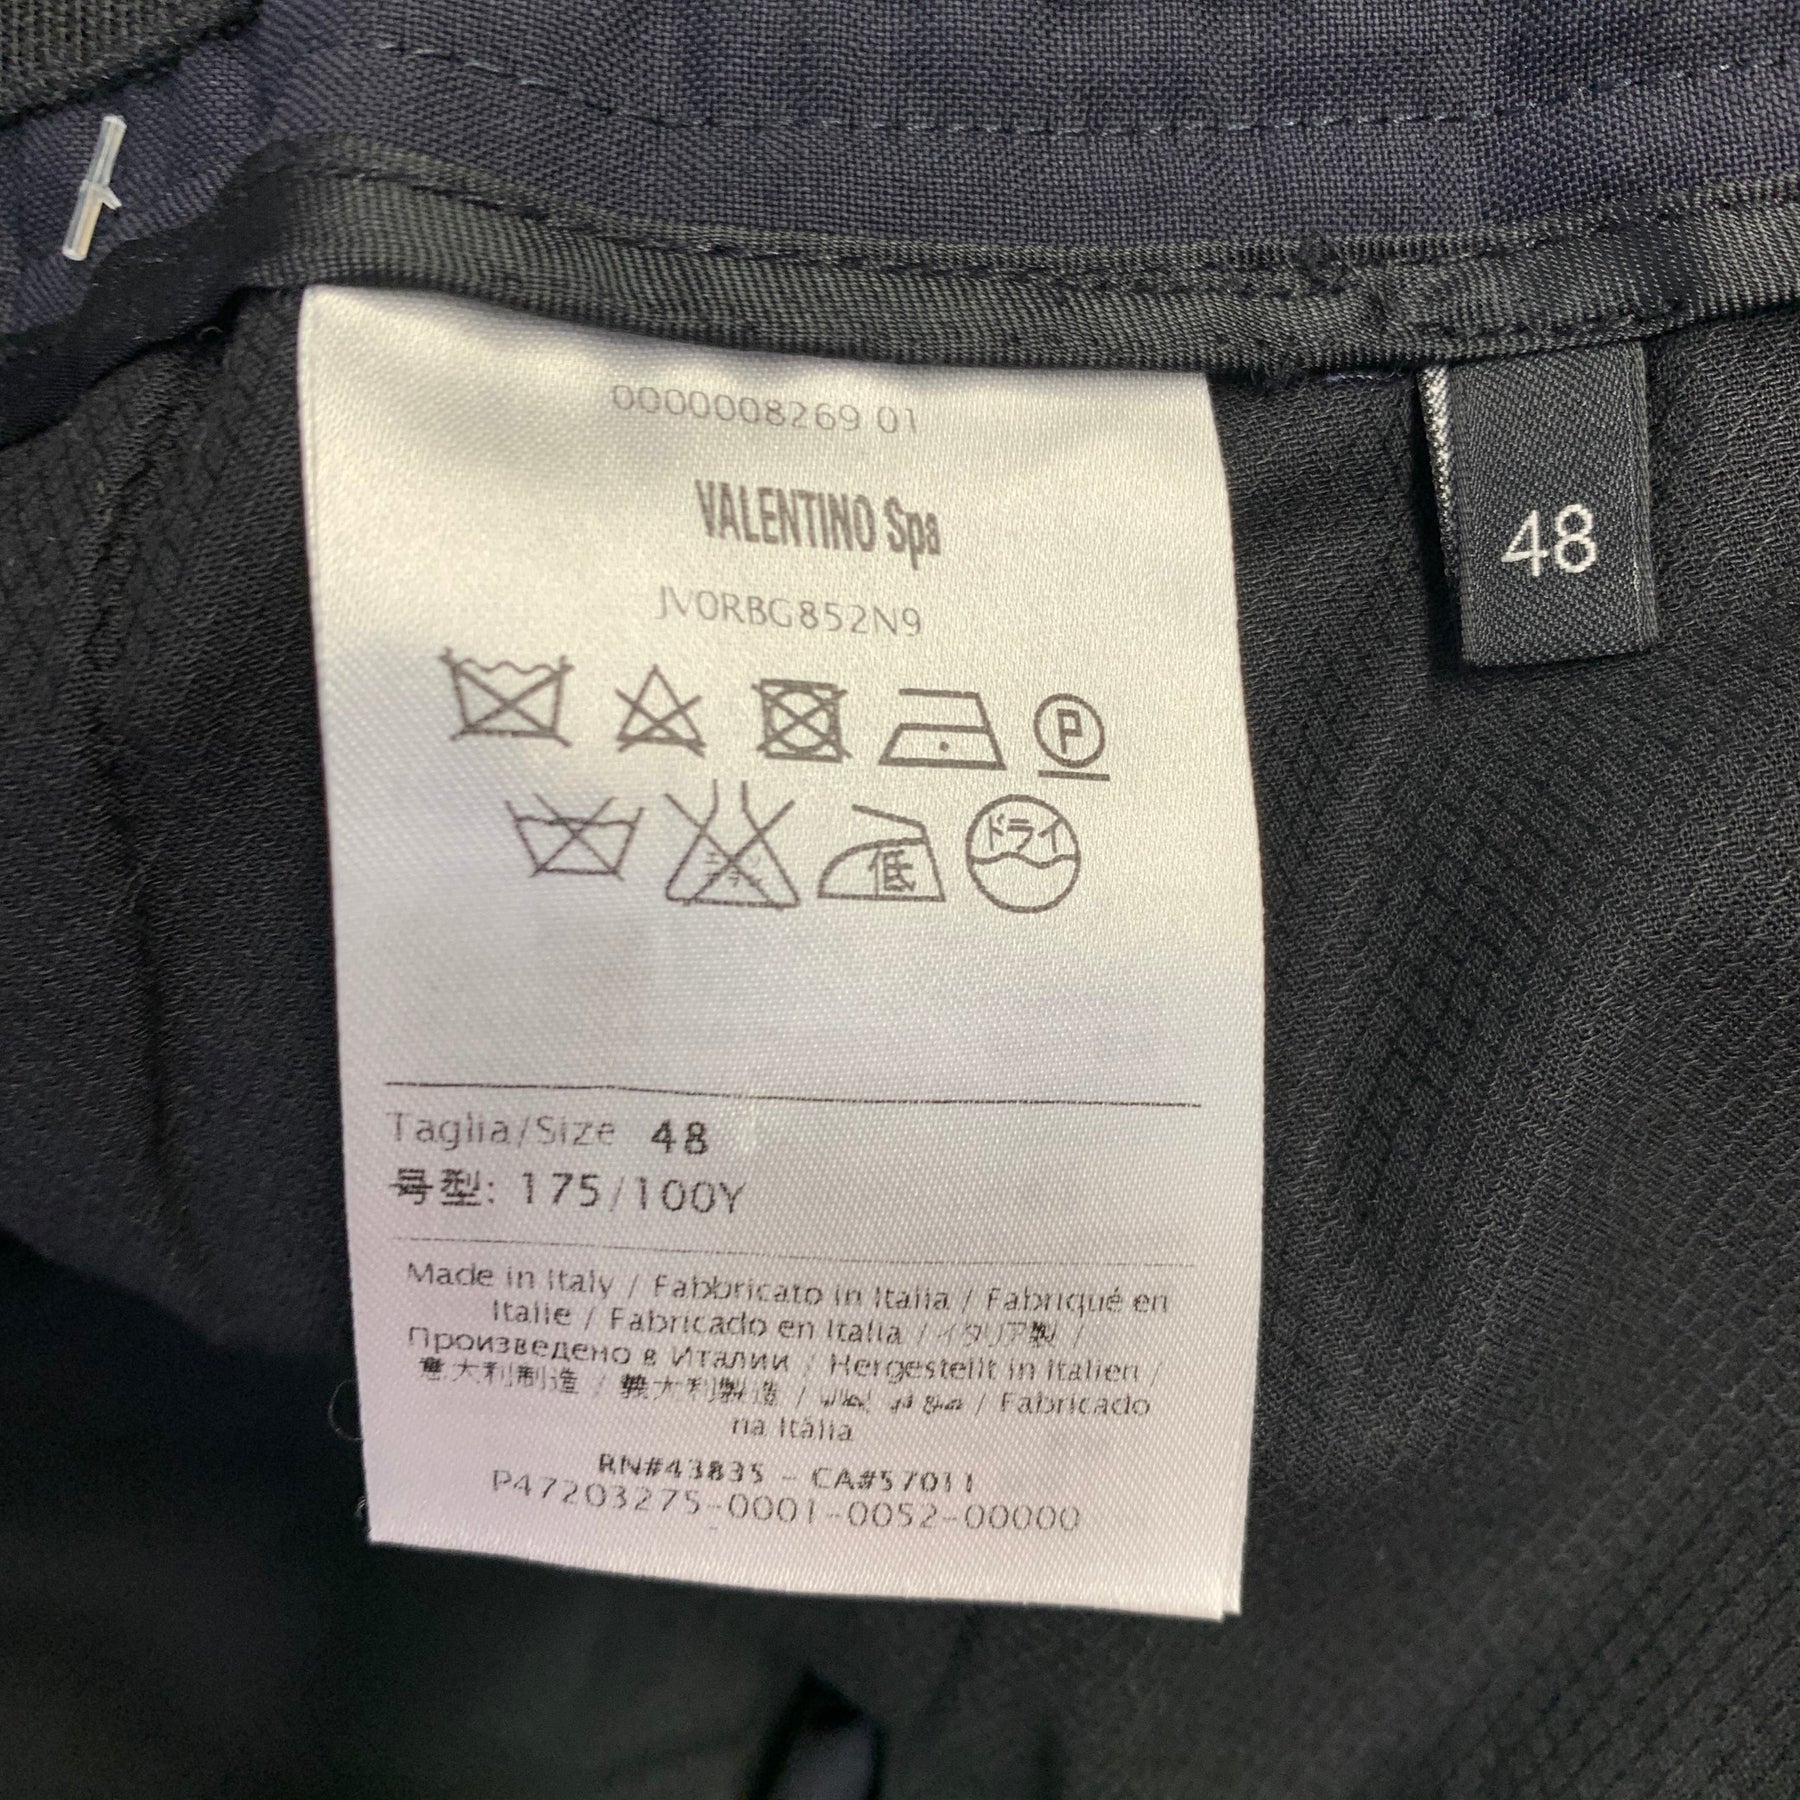 0000008269 01
VALENTINO Spa
JV0RBG852N9
P
ドライ
低
48
Taglia/Size 48
号型: 175/100Y
Made in Italy / Fabbricato in Italia / Fabriqué en
Italie / Fabricado en Italia / イタリア製 /
Произведено в Италии / Hergestellt in Italien /
意大利制造 / 義大利製造 / / Fabricado
na Itália
RN#43835 - CA#57011
P47203275-0001-0052-00000